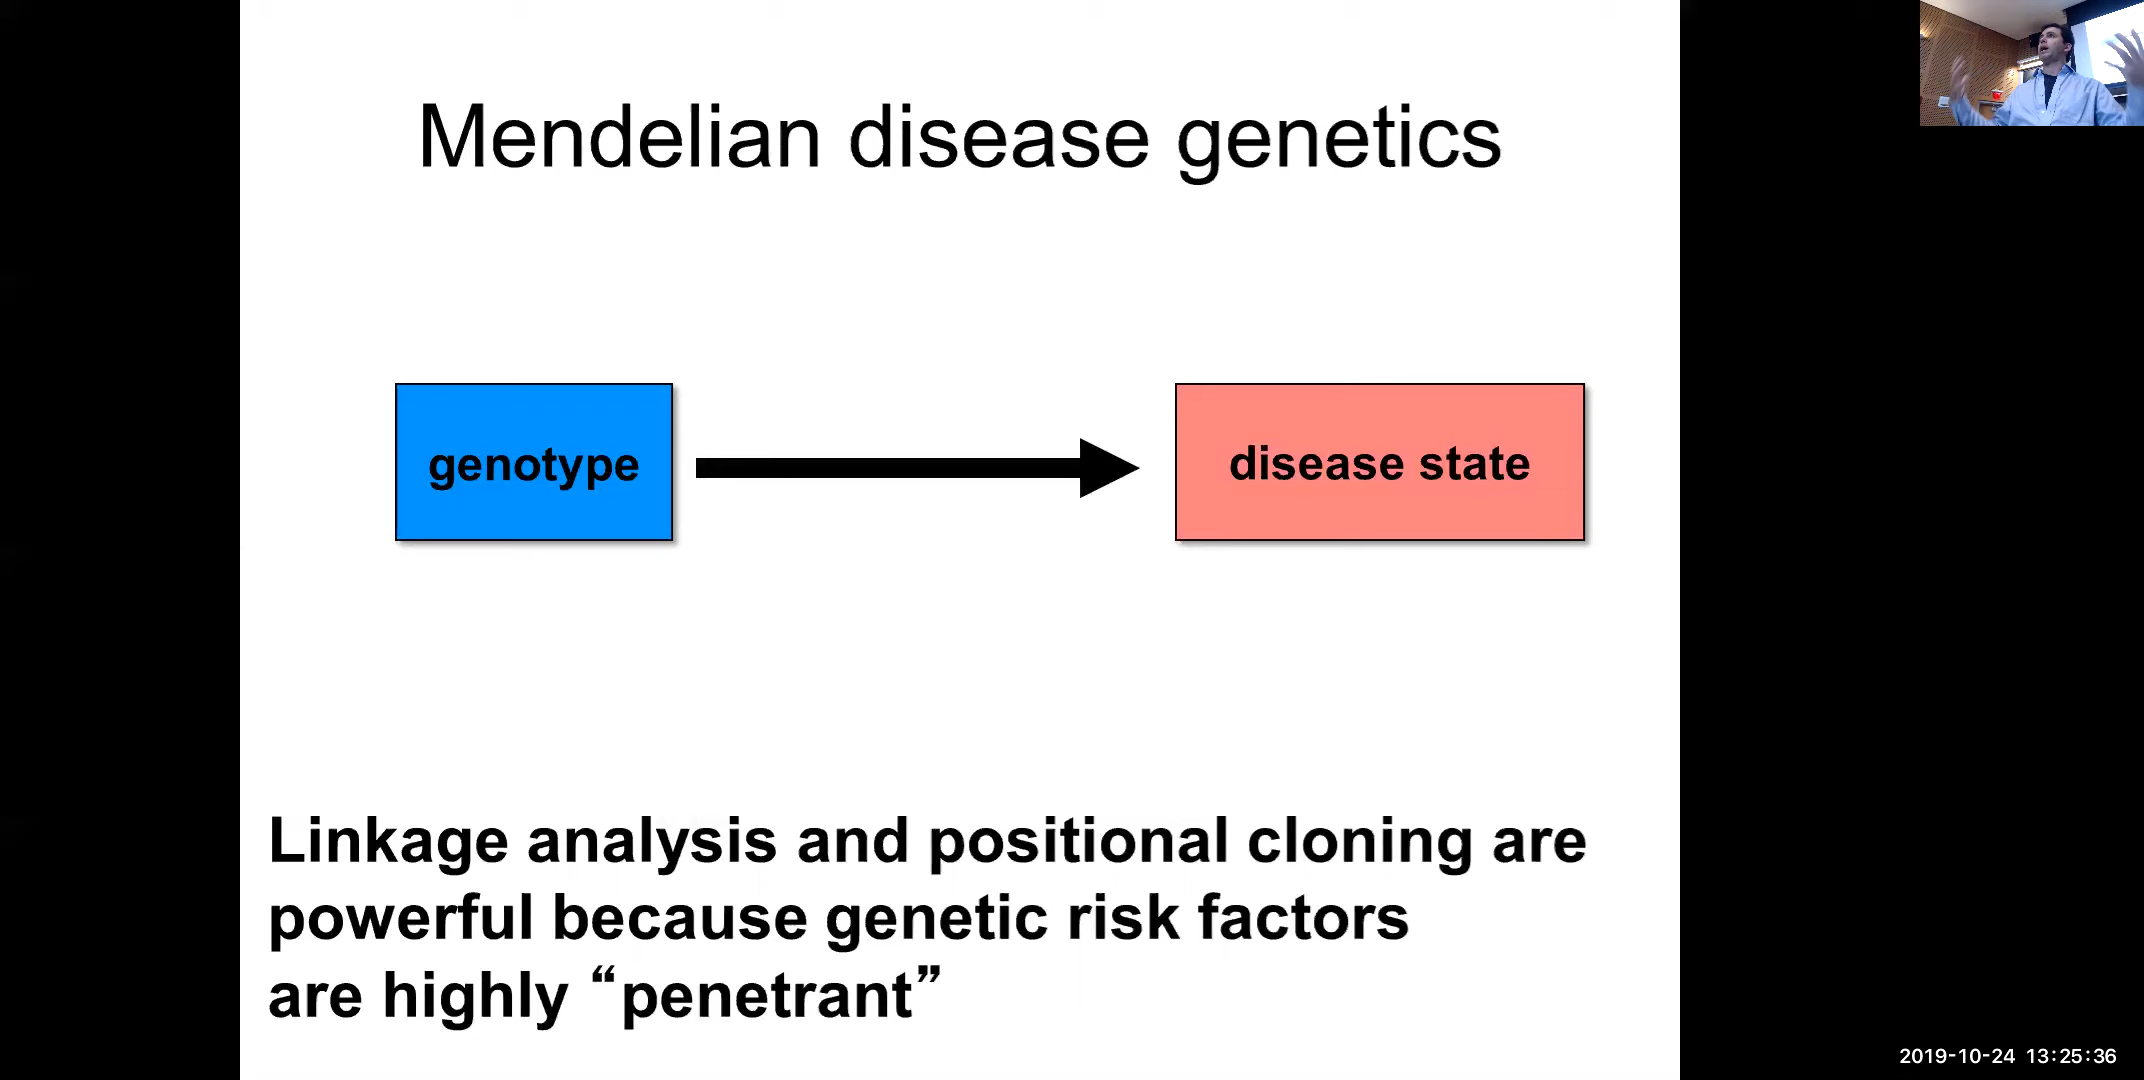 Mendelian disease genetics
genotype
disease state
Linkage analysis and positional cloning are
powerful because genetic risk factors
are highly “penetrant”
2019-10-24 13:25:36